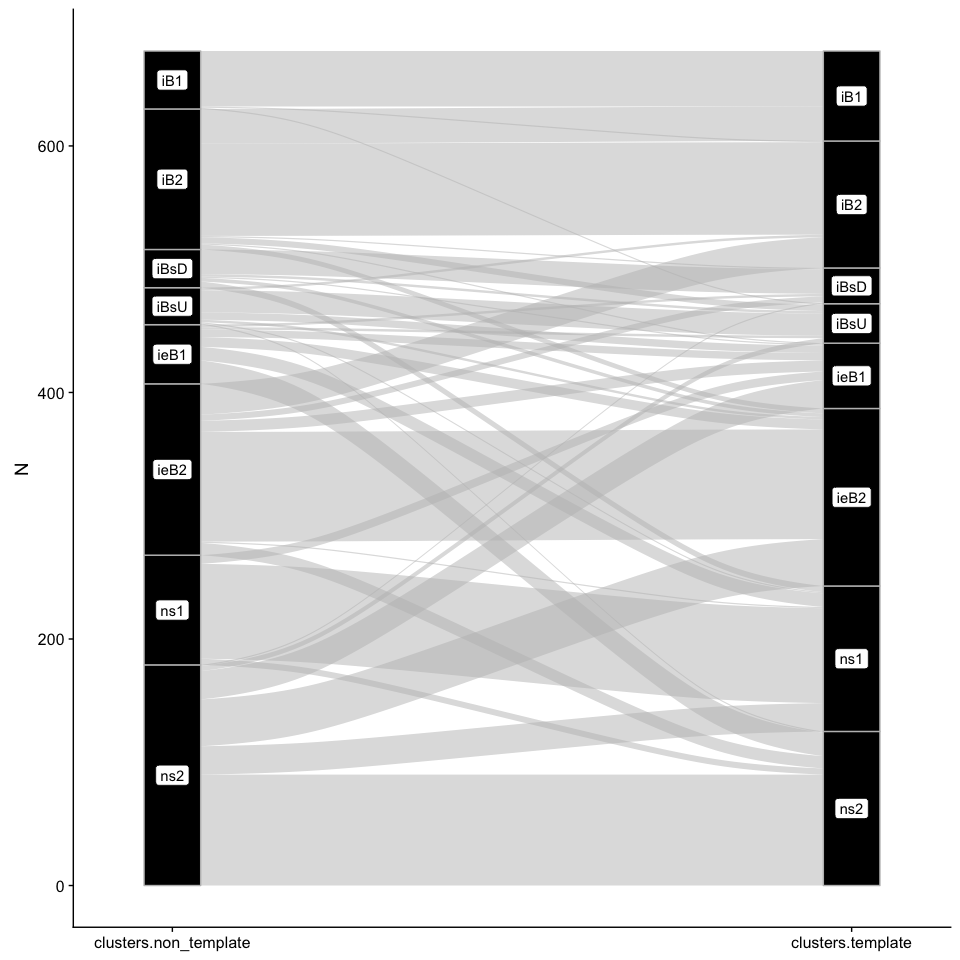 N
600
400
200
0
iB1
iB2
iBsD
iBsU
ieB1
ieB2
ns1
ns2
iB1
iB2
iBsD
iBsU
ieB1
ieB2
ns1
ns2
clusters.non_template
clusters.template